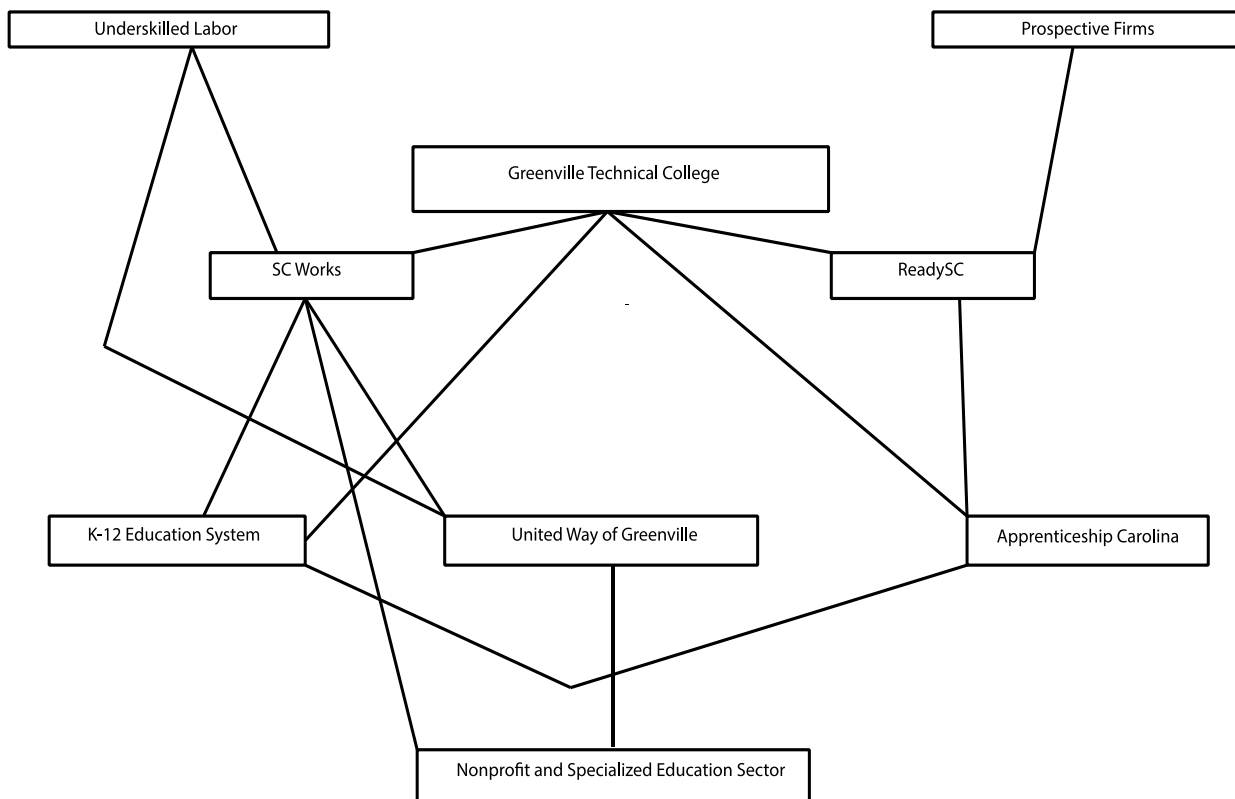 Underskilled Labor
Prospective Firms
Greenville Technical College
SC Works
ReadySC
K-12 Education System
United Way of Greenville
Apprenticeship Carolina
Nonprofit and Specialized Education Sector